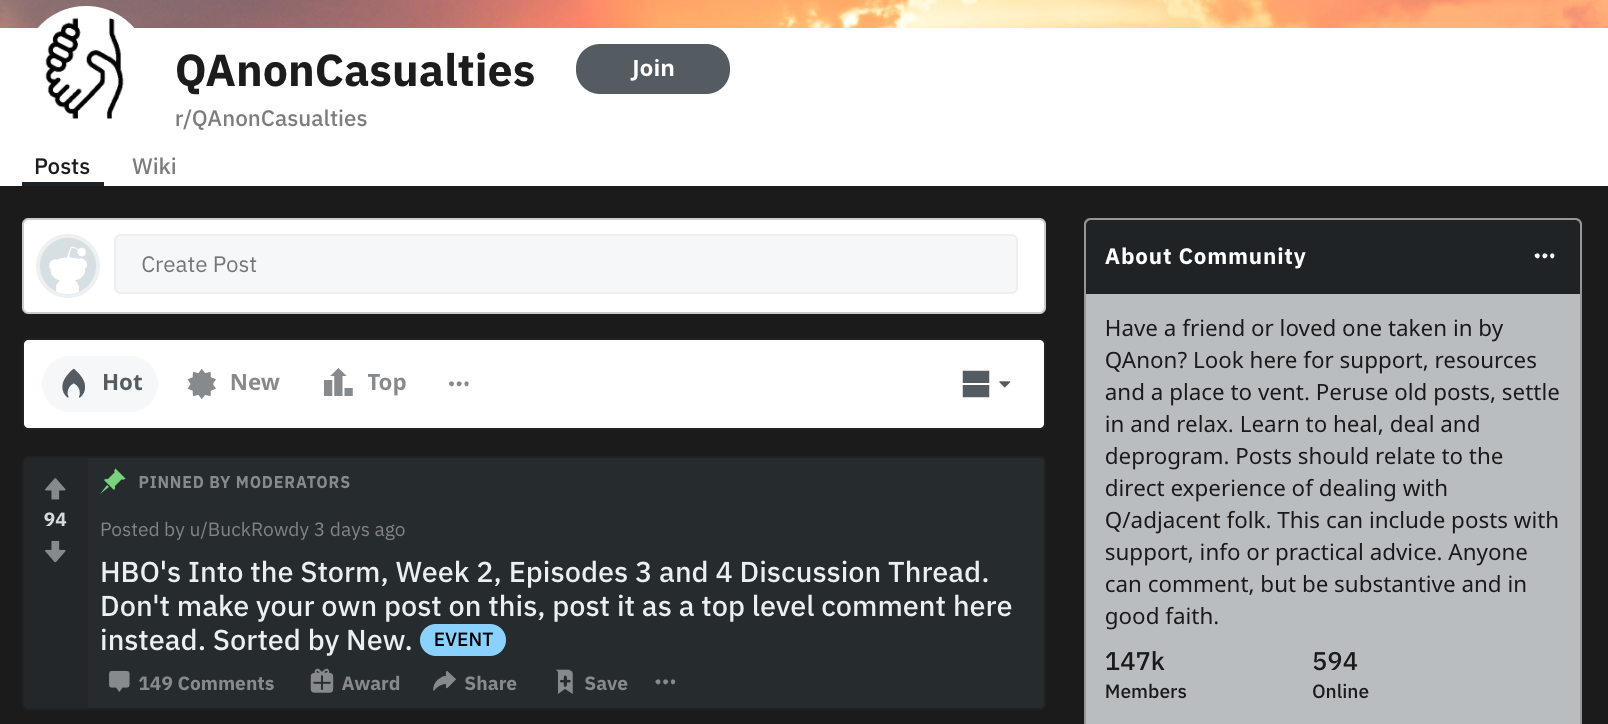 QAnonCasualties
Join
r/QAnonCasualties
Posts
Wiki
Create Post
Hot
New
Top
PINNED BY MODERATORS
94
Posted by u/BuckRowdy 3 days ago
HBO's Into the Storm, Week 2, Episodes 3 and 4 Discussion Thread.
Don't make your own post on this, post it as a top level comment here
instead. Sorted by New. EVENT
149 Comments
Award
Share
Save
About Community
Have a friend or loved one taken in by
QAnon? Look here for support, resources
and a place to vent. Peruse old posts, settle
in and relax. Learn to heal, deal and
deprogram. Posts should relate to the
direct experience of dealing with
Q/adjacent folk. This can include posts with
support, info or practical advice. Anyone
can comment, but be substantive and in
good faith.
147k
Members
594
Online